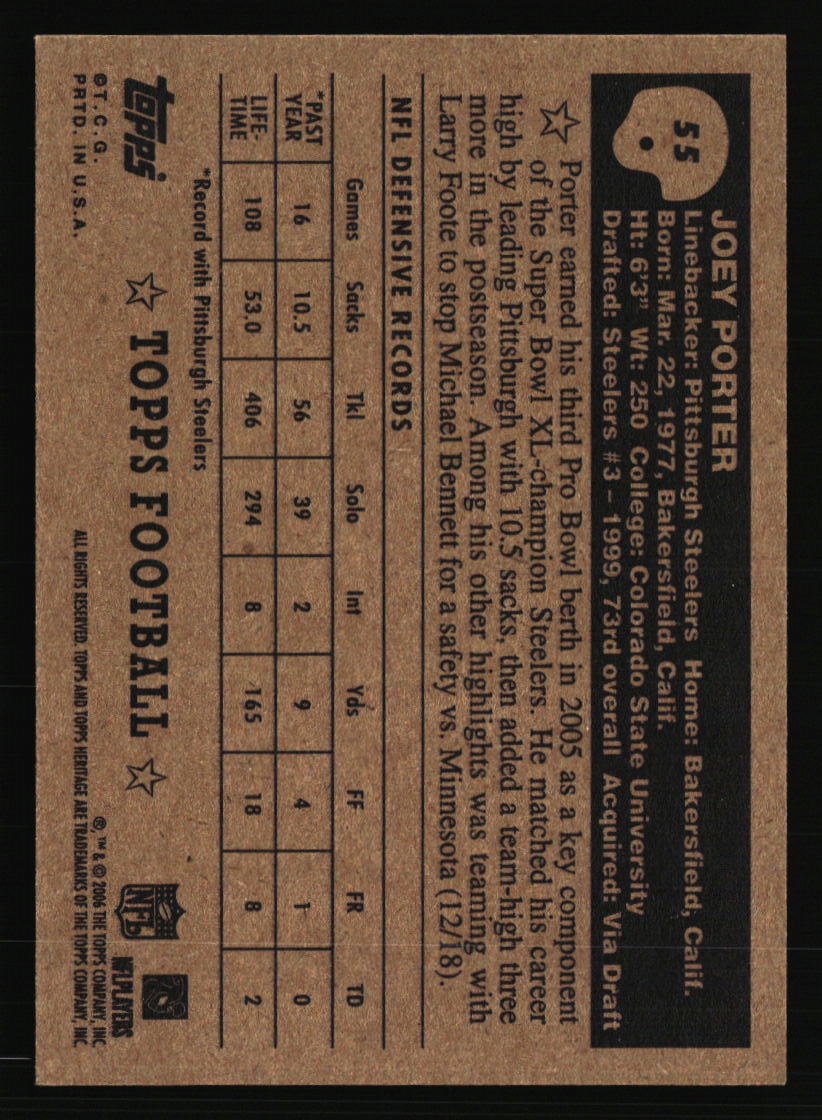 55
JOEY PORTER
Linebacker: Pittsburgh Steelers Home: Bakersfield, Calif.
Born: Mar. 22, 1977, Bakersfield, Calif.
Ht: 6'3" Wt: 250 College: Colorado State University
Drafted: Steelers #3 – 1999, 73rd overall Acquired: Via Draft
Porter earned his third Pro Bowl berth in 2005 as a key component
of the Super Bowl XL-champion Steelers. He matched his career
high by leading Pittsburgh with 10.5 sacks, then added a team-high three
more in the postseason. Among his other highlights was teaming with
Larry Foote to stop Michael Bennett for a safety vs. Minnesota (12/18).
NFL DEFENSIVE RECORDS
Games Sacks Tkl Solo Int Yds FF FR TD
*PAST YEAR 16 10.5 56 39 2 9 4 1 0
LIFE-TIME 108 53.0 406 294 8 165 18 8 2
*Record with Pittsburgh Steelers
topps
©T.C.G.
PRTD. IN U.S.A.
TOPPS FOOTBALL
NFL
NFLPLAYERS
®, ™ & © 2006 THE TOPPS COMPANY, INC.
ALL RIGHTS RESERVED. TOPPS AND TOPPS HERITAGE ARE TRADEMARKS OF THE TOPPS COMPANY, INC.